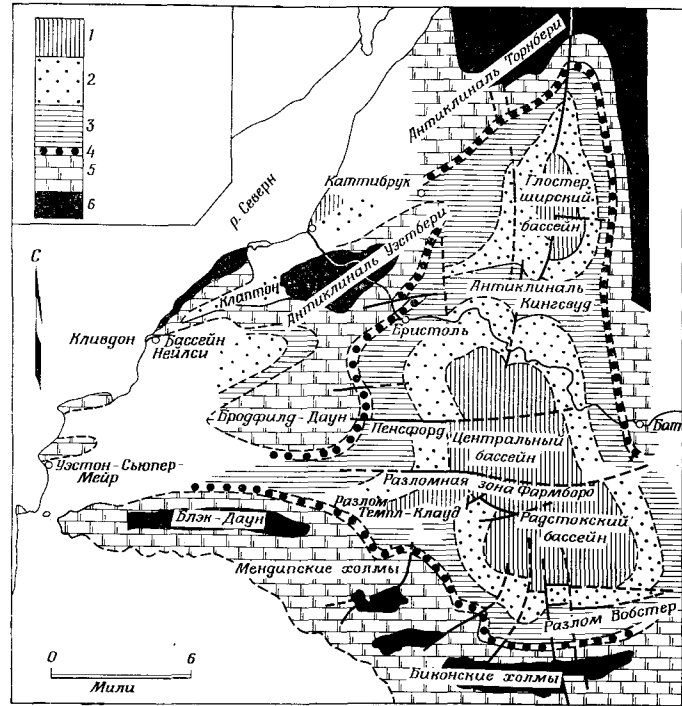 1
2
3
4
5
6
Антиклиналь Торнбери
Каттибрук
Глостер
ширский
бассейн
р. Северн
С
Клаптон
Антиклиналь Уэстбери
Антиклиналь
Кингсвуд
Бристоль
Кливдон
Бассейн
Нейлси
Бродфилд-Даун
Пенсфорд
Центральный
бассейн
Бат
Уэстон-Сьюпер-
Мейр
Разломная зона Фармборо
Разлом
Темпл-Клауд
Блэк-Даун
Радстокский
бассейн
Мендипские холмы
Разлом Вобстер
0 6
Мили
Биконские холмы